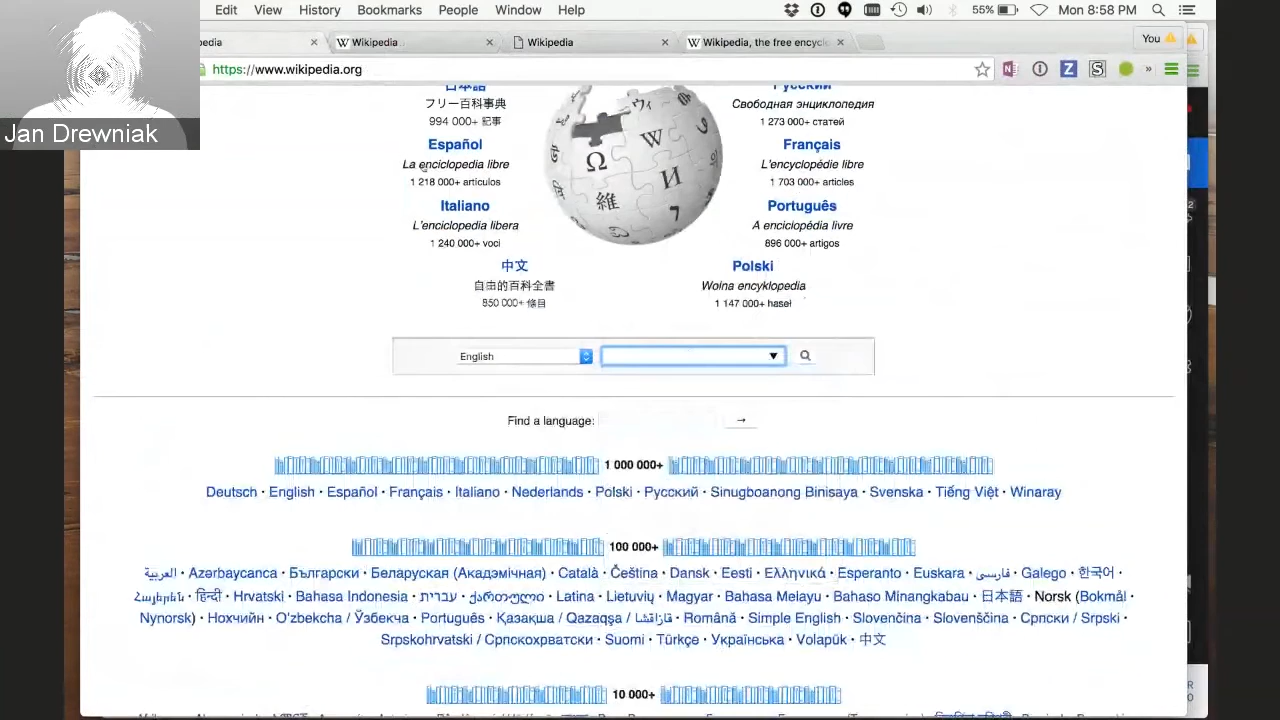 Edit View History Bookmarks People Window Help 55% Mon 8:58 PM
pedia Wikipedia Wikipedia Wikipedia, the free encycl You
https://www.wikipedia.org
Jan Drewniak
日本語 Русский
フリー百科事典 Свободная энциклопедия
994 000+ 記事 1 273 000+ статей
Español Français
La enciclopedia libre L'encyclopédie libre
1 218 000+ artículos 1 703 000+ articles
Italiano Português
L'enciclopedia libera A enciclopédia livre
1 240 000+ voci 896 000+ artigos
中文 Polski
自由的百科全書 Wolna encyklopedia
850 000+ 條目 1 147 000+ haseł
English
Find a language: →
1 000 000+
Deutsch · English · Español · Français · Italiano · Nederlands · Polski · Русский · Sinugboanong Binisaya · Svenska · Tiếng Việt · Winaray
100 000+
العربية · Azərbaycanca · Български · Беларуская (Акадэмічная) · Català · Čeština · Dansk · Eesti · Ελληνικά · Esperanto · Euskara · فارسی · Galego · 한국어 ·
Հայերեն · हिन्दी · Hrvatski · Bahasa Indonesia · עברית · ქართული · Latina · Lietuvių · Magyar · Bahasa Melayu · Bahaso Minangkabau · 日本語 · Norsk (Bokmål ·
Nynorsk) · Нохчийн · Oʻzbekcha / Ўзбекча · Português · Қазақша / Qazaqşa / قازاقشا · Română · Simple English · Slovenčina · Slovenščina · Српски / Srpski ·
Srpskohrvatski / Српскохрватски · Suomi · Türkçe · Українська · Volapük · 中文
10 000+